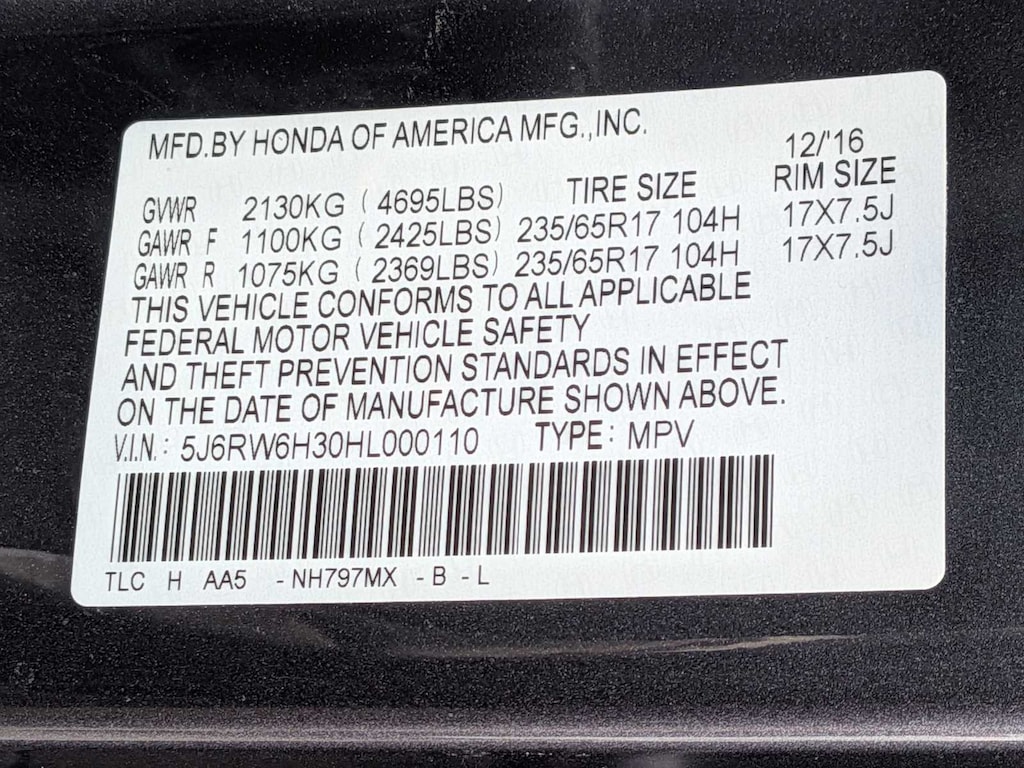 MFD.BY HONDA OF AMERICA MFG.,INC. 12/'16
GVWR 2130KG ( 4695LBS) TIRE SIZE RIM SIZE
GAWR F 1100KG ( 2425LBS) 235/65R17 104H 17X7.5J
GAWR R 1075KG ( 2369LBS) 235/65R17 104H 17X7.5J
THIS VEHICLE CONFORMS TO ALL APPLICABLE
FEDERAL MOTOR VEHICLE SAFETY
AND THEFT PREVENTION STANDARDS IN EFFECT
ON THE DATE OF MANUFACTURE SHOWN ABOVE.
V.I.N.: 5J6RW6H30HL000110 TYPE: MPV
TLC H AA5 - NH797MX - B - L